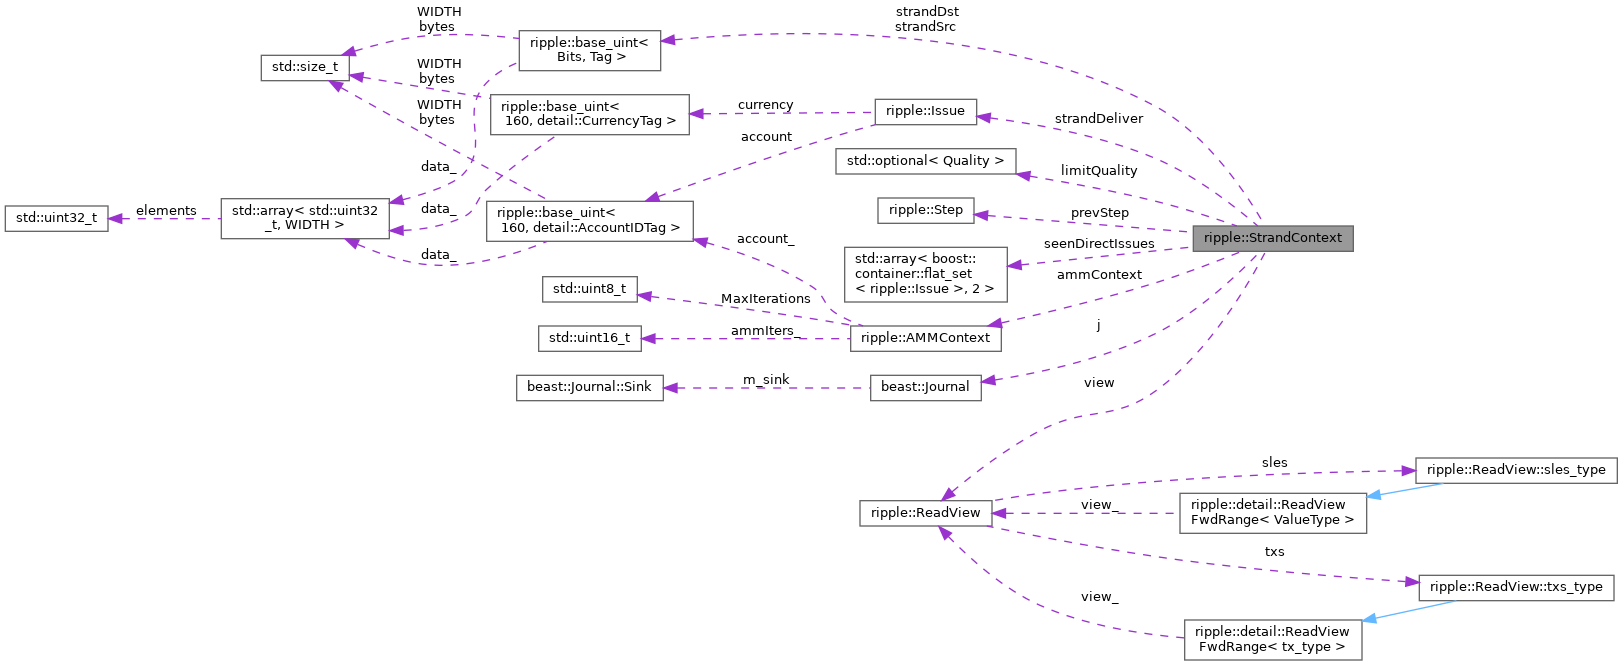 strandDst
strandSrc
WIDTH
bytes
ripple::base_uint<
Bits, Tag >
std::size_t
WIDTH
bytes
ripple::base_uint<
160, detail::CurrencyTag >
currency
ripple::Issue
WIDTH
bytes
strandDeliver
account
std::optional< Quality >
data_
limitQuality
std::uint32_t
elements
std::array< std::uint32
_t, WIDTH >
data_
ripple::base_uint<
160, detail::AccountIDTag >
ripple::Step
prevStep
ripple::StrandContext
account_
seenDirectIssues
data_
std::array< boost::
container::flat_set
< ripple::Issue >, 2 >
ammContext
std::uint8_t
MaxIterations
std::uint16_t
ammIters_
ripple::AMMContext
j
beast::Journal::Sink
m_sink
beast::Journal
view
sles
ripple::ReadView::sles_type
ripple::ReadView
view_
ripple::detail::ReadView
FwdRange< ValueType >
txs
ripple::ReadView::txs_type
view_
ripple::detail::ReadView
FwdRange< tx_type >